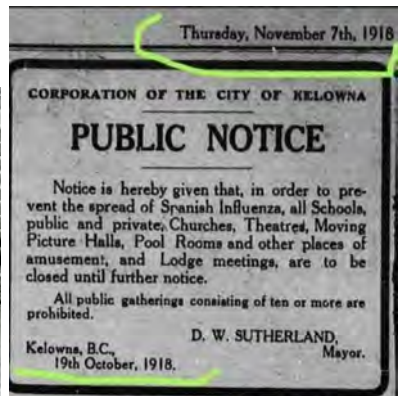 Thursday, November 7th, 1918
CORPORATION OF THE CITY OF KELOWNA
PUBLIC NOTICE
Notice is hereby given that, in order to pre-
vent the spread of Spanish Influenza, all Schools,
public and private, Churches, Theatres, Moving
Picture Halls, Pool Rooms and other places of
amusement, and Lodge meetings, are to be
closed until further notice.
All public gatherings consisting of ten or more are
prohibited.
D. W. SUTHERLAND,
Mayor.
Kelowna, B.C.,
19th October, 1918.